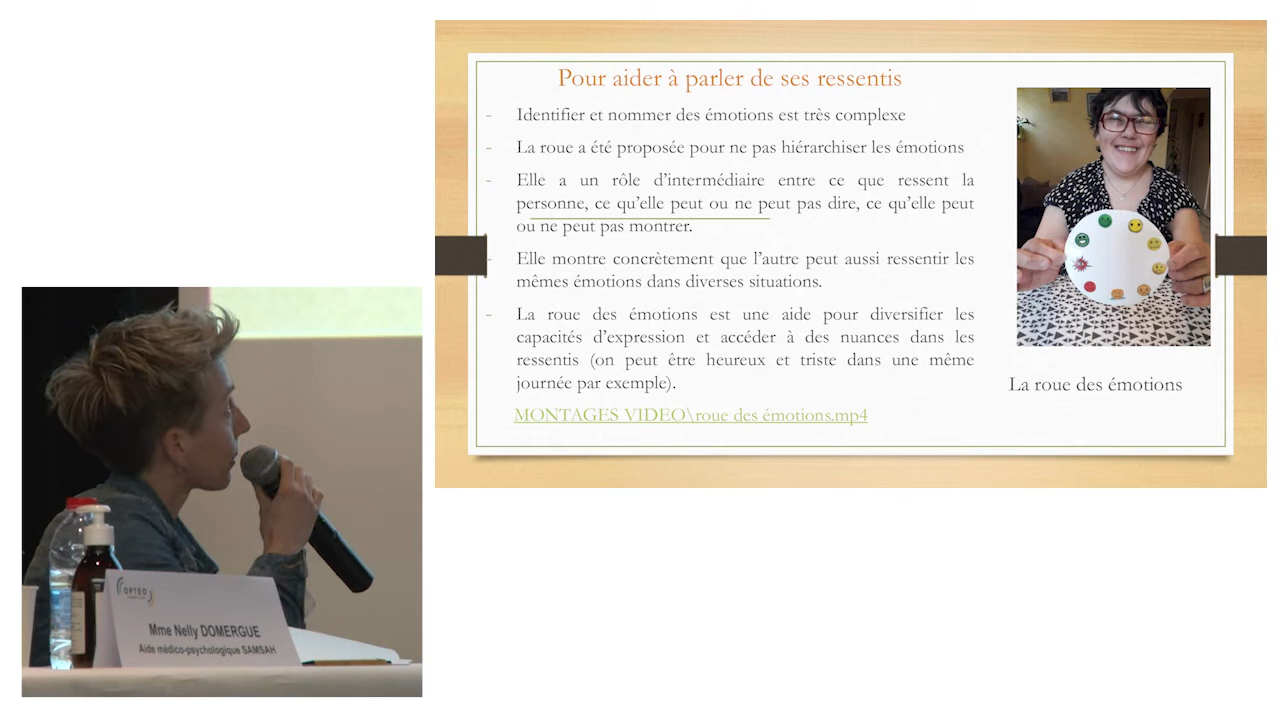 Pour aider à parler de ses ressentis
- Identifier et nommer des émotions est très complexe
- La roue a été proposée pour ne pas hiérarchiser les émotions
- Elle a un rôle d'intermédiaire entre ce que ressent la
personne, ce qu'elle peut ou ne peut pas dire, ce qu'elle peut
ou ne peut pas montrer.
- Elle montre concrètement que l'autre peut aussi ressentir les
mêmes émotions dans diverses situations.
- La roue des émotions est une aide pour diversifier les
capacités d'expression et accéder à des nuances dans les
ressentis (on peut être heureux et triste dans une même
journée par exemple).
MONTAGES VIDEO\roue des émotions.mp4
La roue des émotions
OPTEO
Mme Nelly DOMERGUE
Aide médico-psychologique SAMSAH